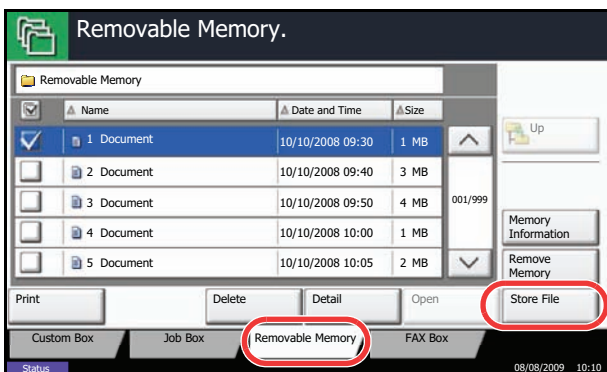 Removable Memory.
Removable Memory
Name Date and Time Size
1 Document 10/10/2008 09:30 1 MB
Up
2 Document 10/10/2008 09:40 3 MB
3 Document 10/10/2008 09:50 4 MB
001/999
4 Document 10/10/2008 10:00 1 MB
Memory
Information
5 Document 10/10/2008 10:05 2 MB
Remove
Memory
Print Delete Detail Open Store File
Custom Box Job Box Removable Memory FAX Box
Status 08/08/2009 10:10